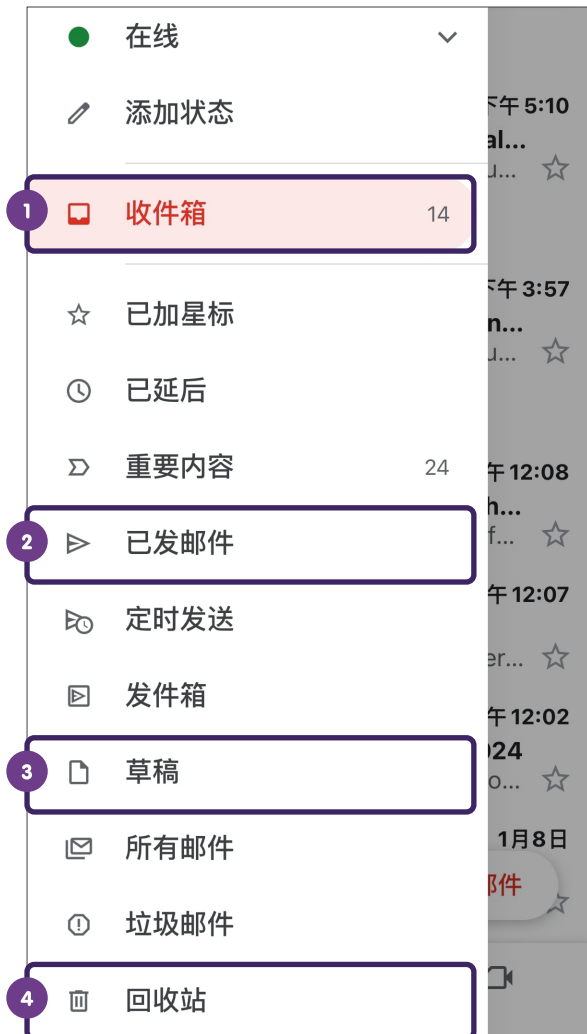 在线
添加状态
下午 5:10
al...
u...
1
收件箱
14
下午 3:57
n...
u...
已加星标
已延后
重要内容
24
午 12:08
h...
f...
2
已发邮件
午 12:07
定时发送
er...
发件箱
午 12:02
024
o...
3
草稿
所有邮件
1月8日
邮件
垃圾邮件
4
回收站